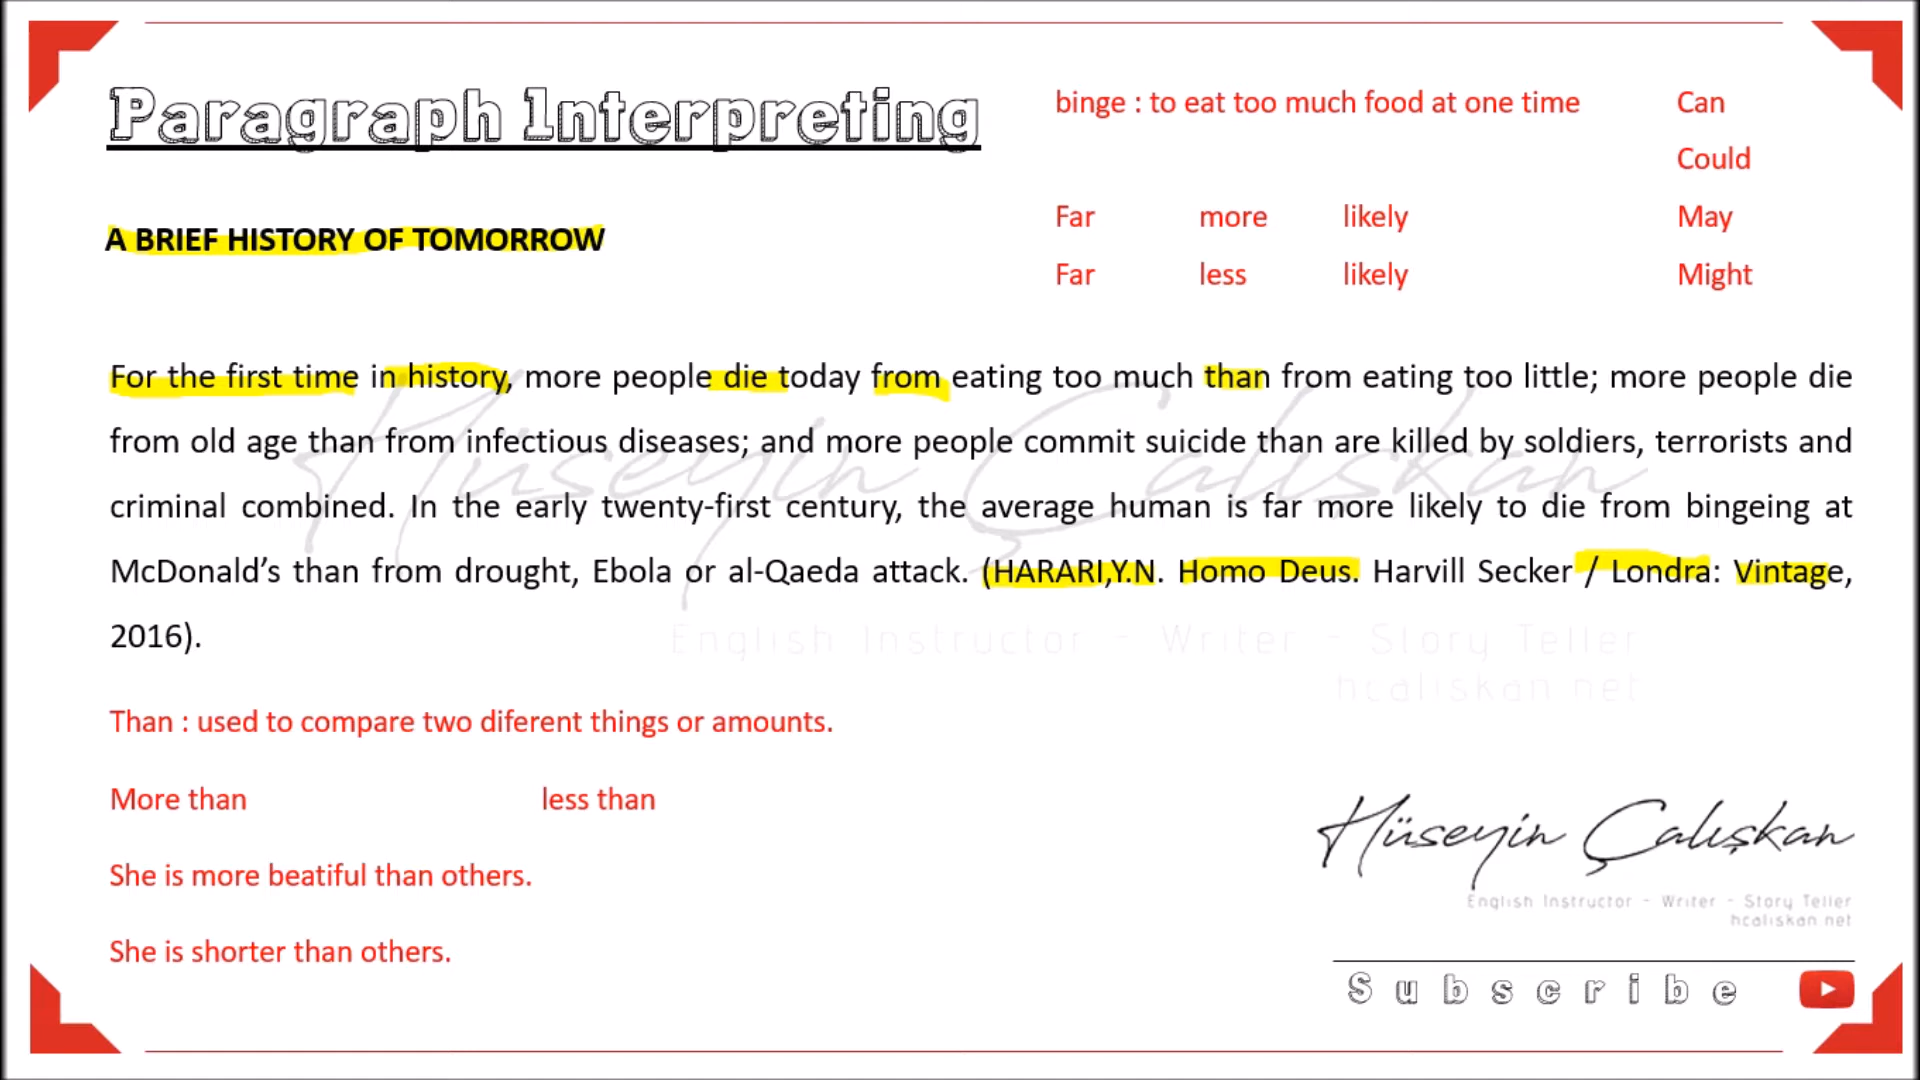 Paragraph Interpreting
binge : to eat too much food at one time
Can
Could
Far more likely
May
Far less likely
Might
A BRIEF HISTORY OF TOMORROW
For the first time in history, more people die today from eating too much than from eating too little; more people die
from old age than from infectious diseases; and more people commit suicide than are killed by soldiers, terrorists and
criminal combined. In the early twenty-first century, the average human is far more likely to die from bingeing at
McDonald’s than from drought, Ebola or al-Qaeda attack. (HARARI,Y.N. Homo Deus. Harvill Secker / Londra: Vintage,
2016).
Hüseyin Çalışkan
English Instructor - Writer - Story Teller
hcaliskan net
Than : used to compare two diferent things or amounts.
More than less than
She is more beatiful than others.
She is shorter than others.
Hüseyin Çalışkan
English Instructor - Writer - Story Teller
hcaliskan net
Subscribe